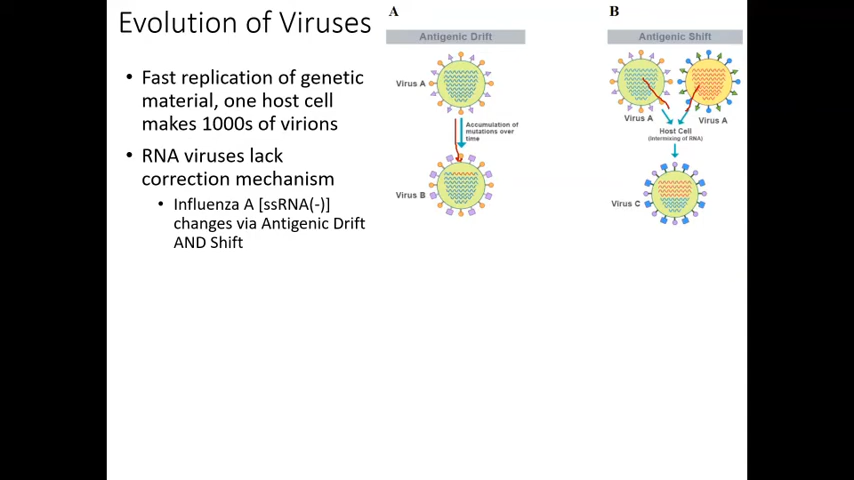 Evolution of Viruses
• Fast replication of genetic
material, one host cell
makes 1000s of virions
• RNA viruses lack
correction mechanism
• Influenza A [ssRNA(-)]
changes via Antigenic Drift
AND Shift
A
Antigenic Drift
Virus A
Accumulation of
mutations over
time
Virus B
B
Antigenic Shift
Virus A
Virus A
Host Cell
(Intermixing of RNA)
Virus C